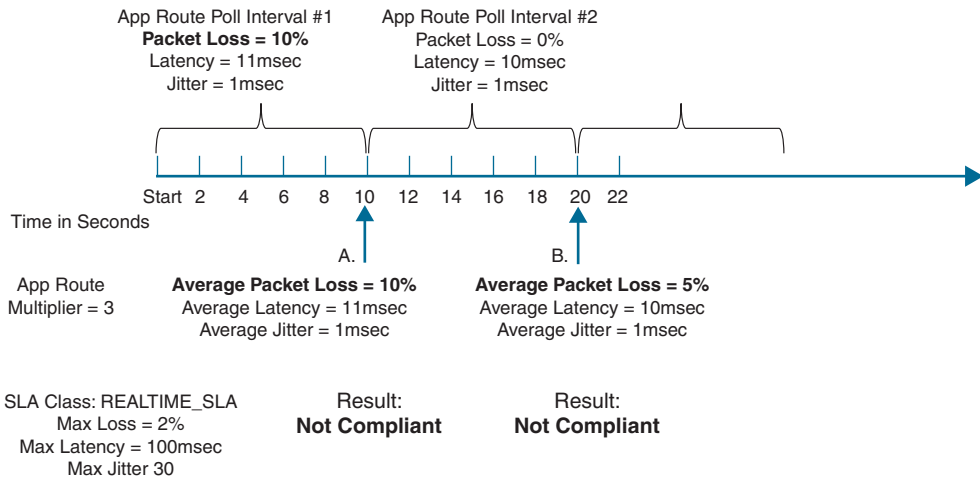 App Route Poll Interval #1
Packet Loss = 10%
Latency = 11msec
Jitter = 1msec
App Route Poll Interval #2
Packet Loss = 0%
Latency = 10msec
Jitter = 1msec
Start 2 4 6 8 10 12 14 16 18 20 22
Time in Seconds
A.
B.
App Route
Multiplier = 3
Average Packet Loss = 10%
Average Latency = 11msec
Average Jitter = 1msec
Average Packet Loss = 5%
Average Latency = 10msec
Average Jitter = 1msec
SLA Class: REALTIME_SLA
Max Loss = 2%
Max Latency = 100msec
Max Jitter 30
Result:
Not Compliant
Result:
Not Compliant